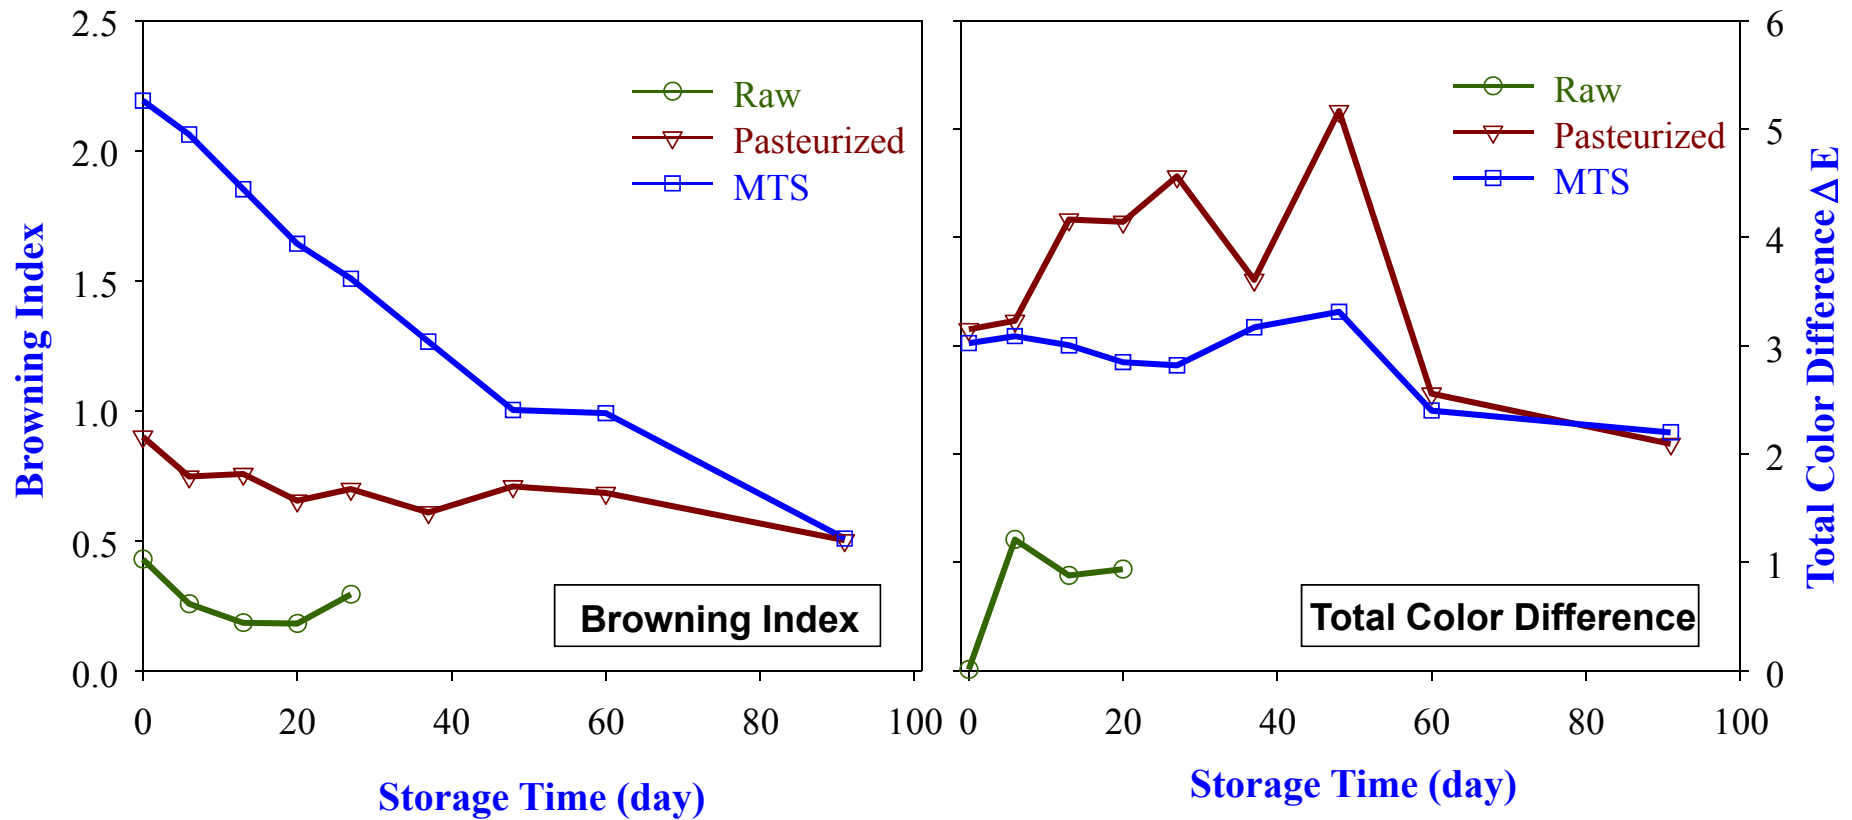 2.5
2.0
1.5
1.0
0.5
0.0
Browning Index
Raw
Pasteurized
MTS
Browning Index
0 20 40 60 80 100
Storage Time (day)
Raw
Pasteurized
MTS
Total Color Difference
0 20 40 60 80 100
Storage Time (day)
6
5
4
3
2
1
0
Total Color Difference Δ E